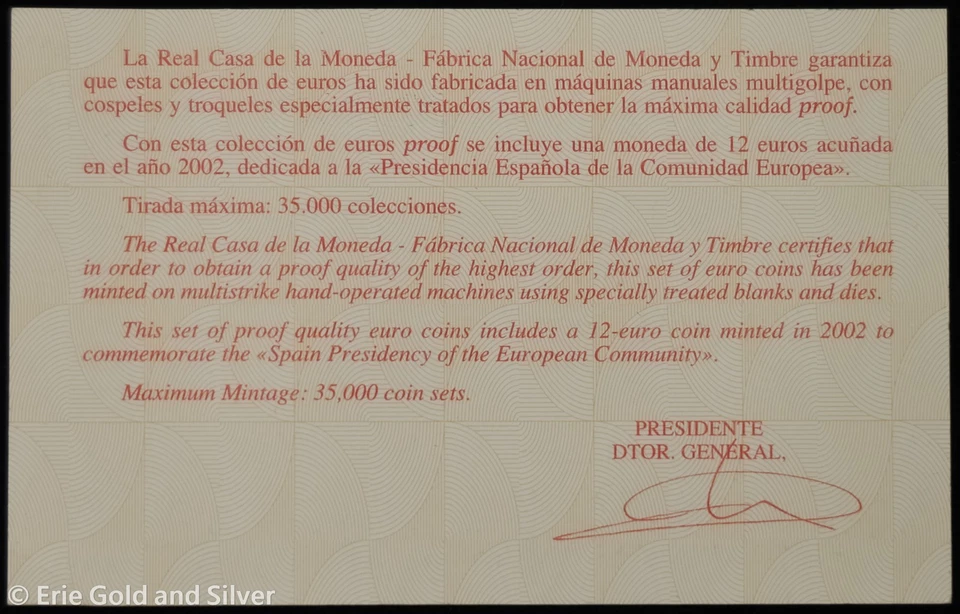 La Real Casa de la Moneda - Fábrica Nacional de Moneda y Timbre garantiza
que esta colección de euros ha sido fabricada en máquinas manuales multigolpe, con
cospeles y troqueles especialmente tratados para obtener la máxima calidad proof.
Con esta colección de euros proof se incluye una moneda de 12 euros acuñada
en el año 2002, dedicada a la «Presidencia Española de la Comunidad Europea».
Tirada máxima: 35.000 colecciones.
The Real Casa de la Moneda - Fábrica Nacional de Moneda y Timbre certifies that
in order to obtain a proof quality of the highest order, this set of euro coins has been
minted on multistrike hand-operated machines using specially treated blanks and dies.
This set of proof quality euro coins includes a 12-euro coin minted in 2002 to
commemorate the «Spain Presidency of the European Community».
Maximum Mintage: 35,000 coin sets.
PRESIDENTE
DTOR. GENERAL,
© Erie Gold and Silver